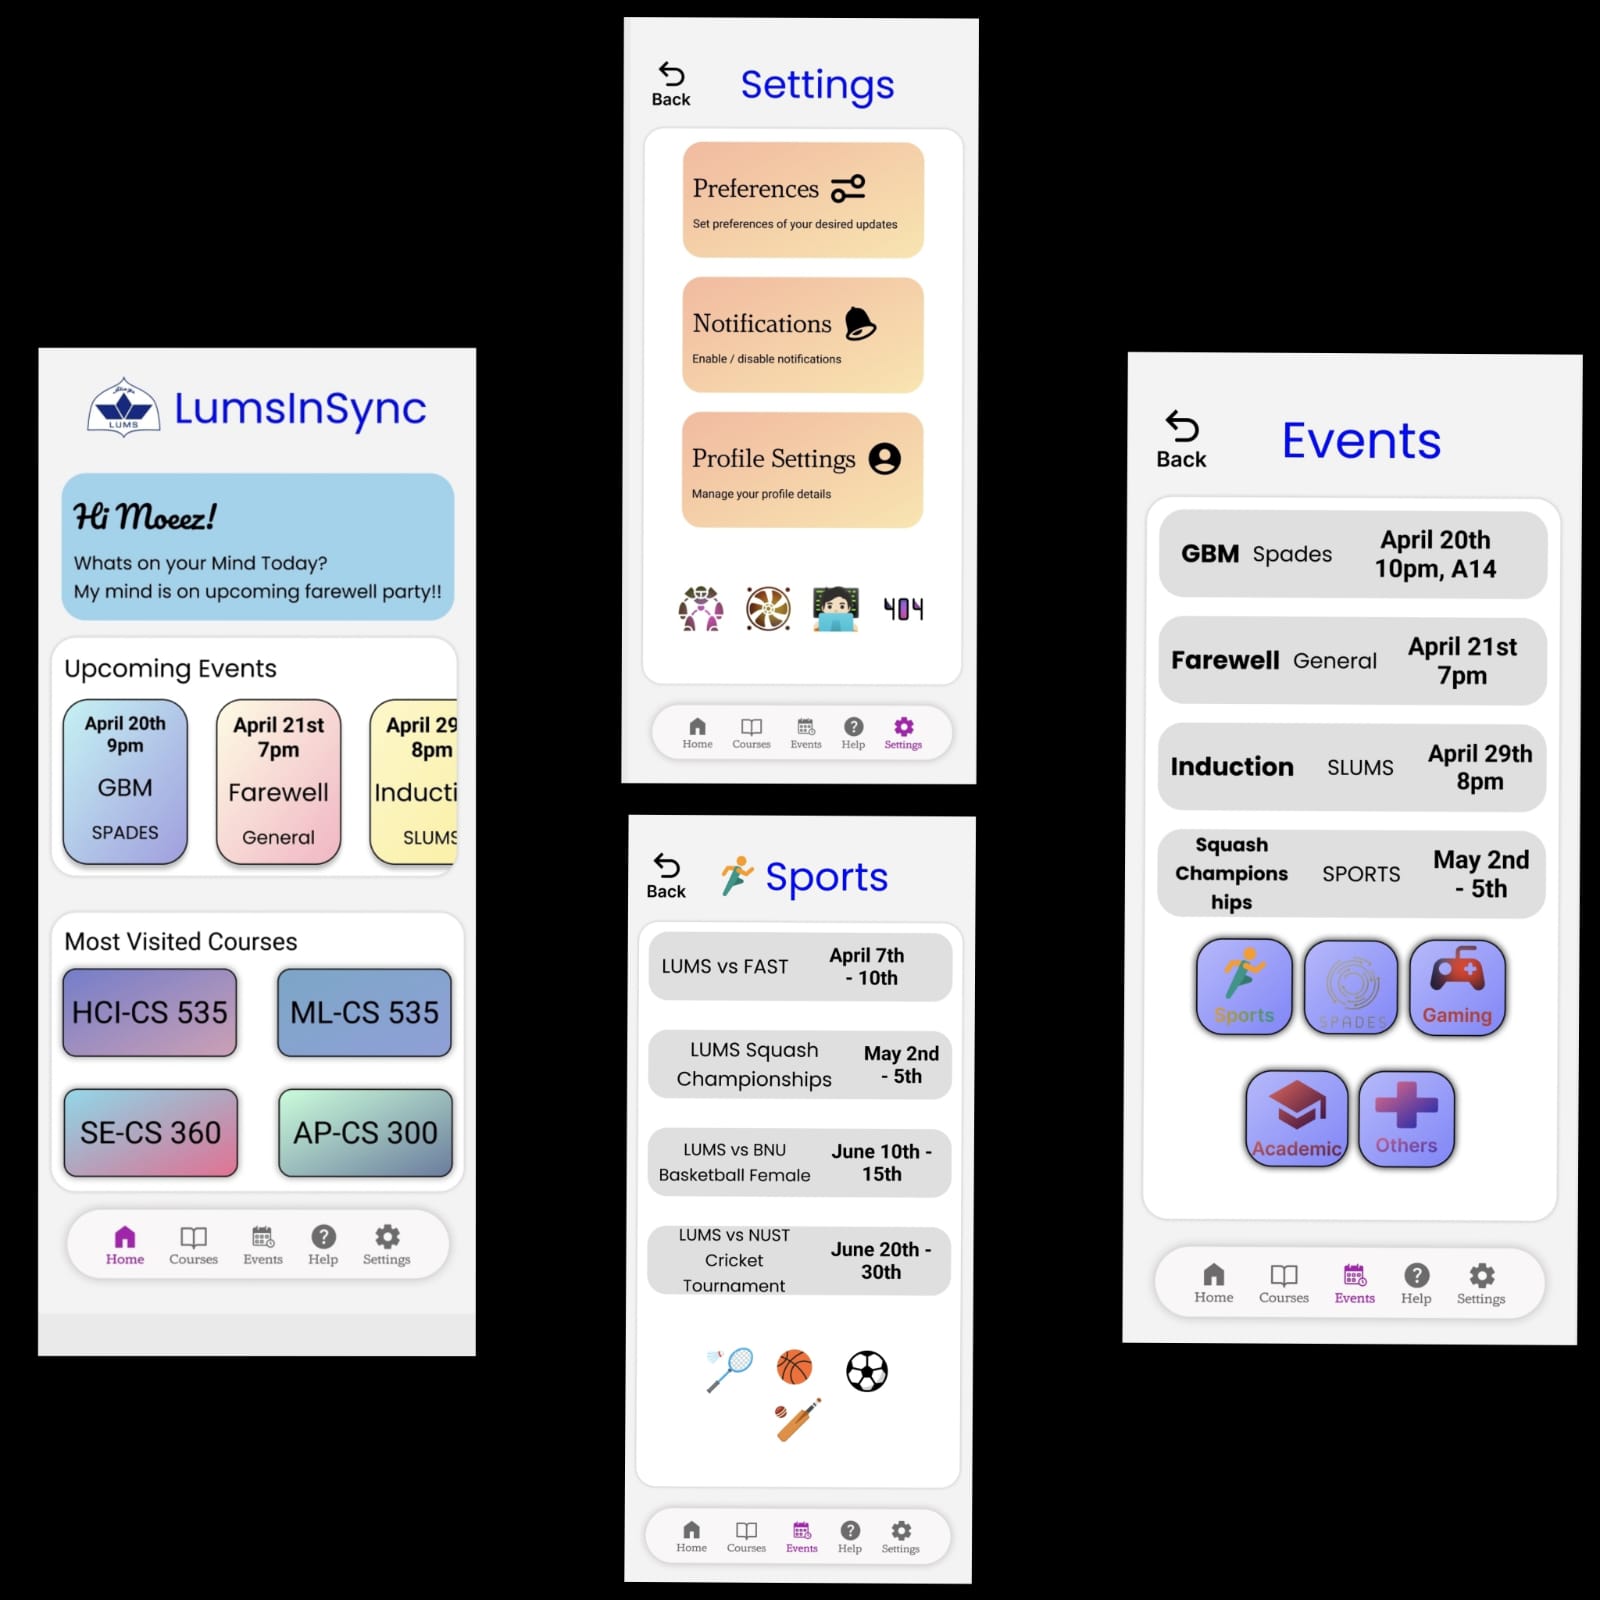 LUMS
LumsInSync
Hi Moeez!
Whats on your Mind Today?
My mind is on upcoming farewell party!!
Upcoming Events
April 20th
9pm
GBM
SPADES
April 21st
7pm
Farewell
General
April 29
8pm
Inducti
SLUMS
Most Visited Courses
HCI-CS 535
ML-CS 535
SE-CS 360
AP-CS 300
Home Courses Events Help Settings
Back
Settings
Preferences
Set preferences of your desired updates
Notifications
Enable / disable notifications
Profile Settings
Manage your profile details
404
Home Courses Events Help Settings
Back
Sports
LUMS vs FAST
April 7th
- 10th
LUMS Squash
Championships
May 2nd
- 5th
LUMS vs BNU
Basketball Female
June 10th -
15th
LUMS vs NUST
Cricket
Tournament
June 20th -
30th
Home Courses Events Help Settings
Back
Events
GBM Spades
April 20th
10pm, A14
Farewell General
April 21st
7pm
Induction SLUMS
April 29th
8pm
Squash
Champions
hips
SPORTS
May 2nd
- 5th
Sports
SPADES
Gaming
Academic
Others
Home Courses Events Help Settings